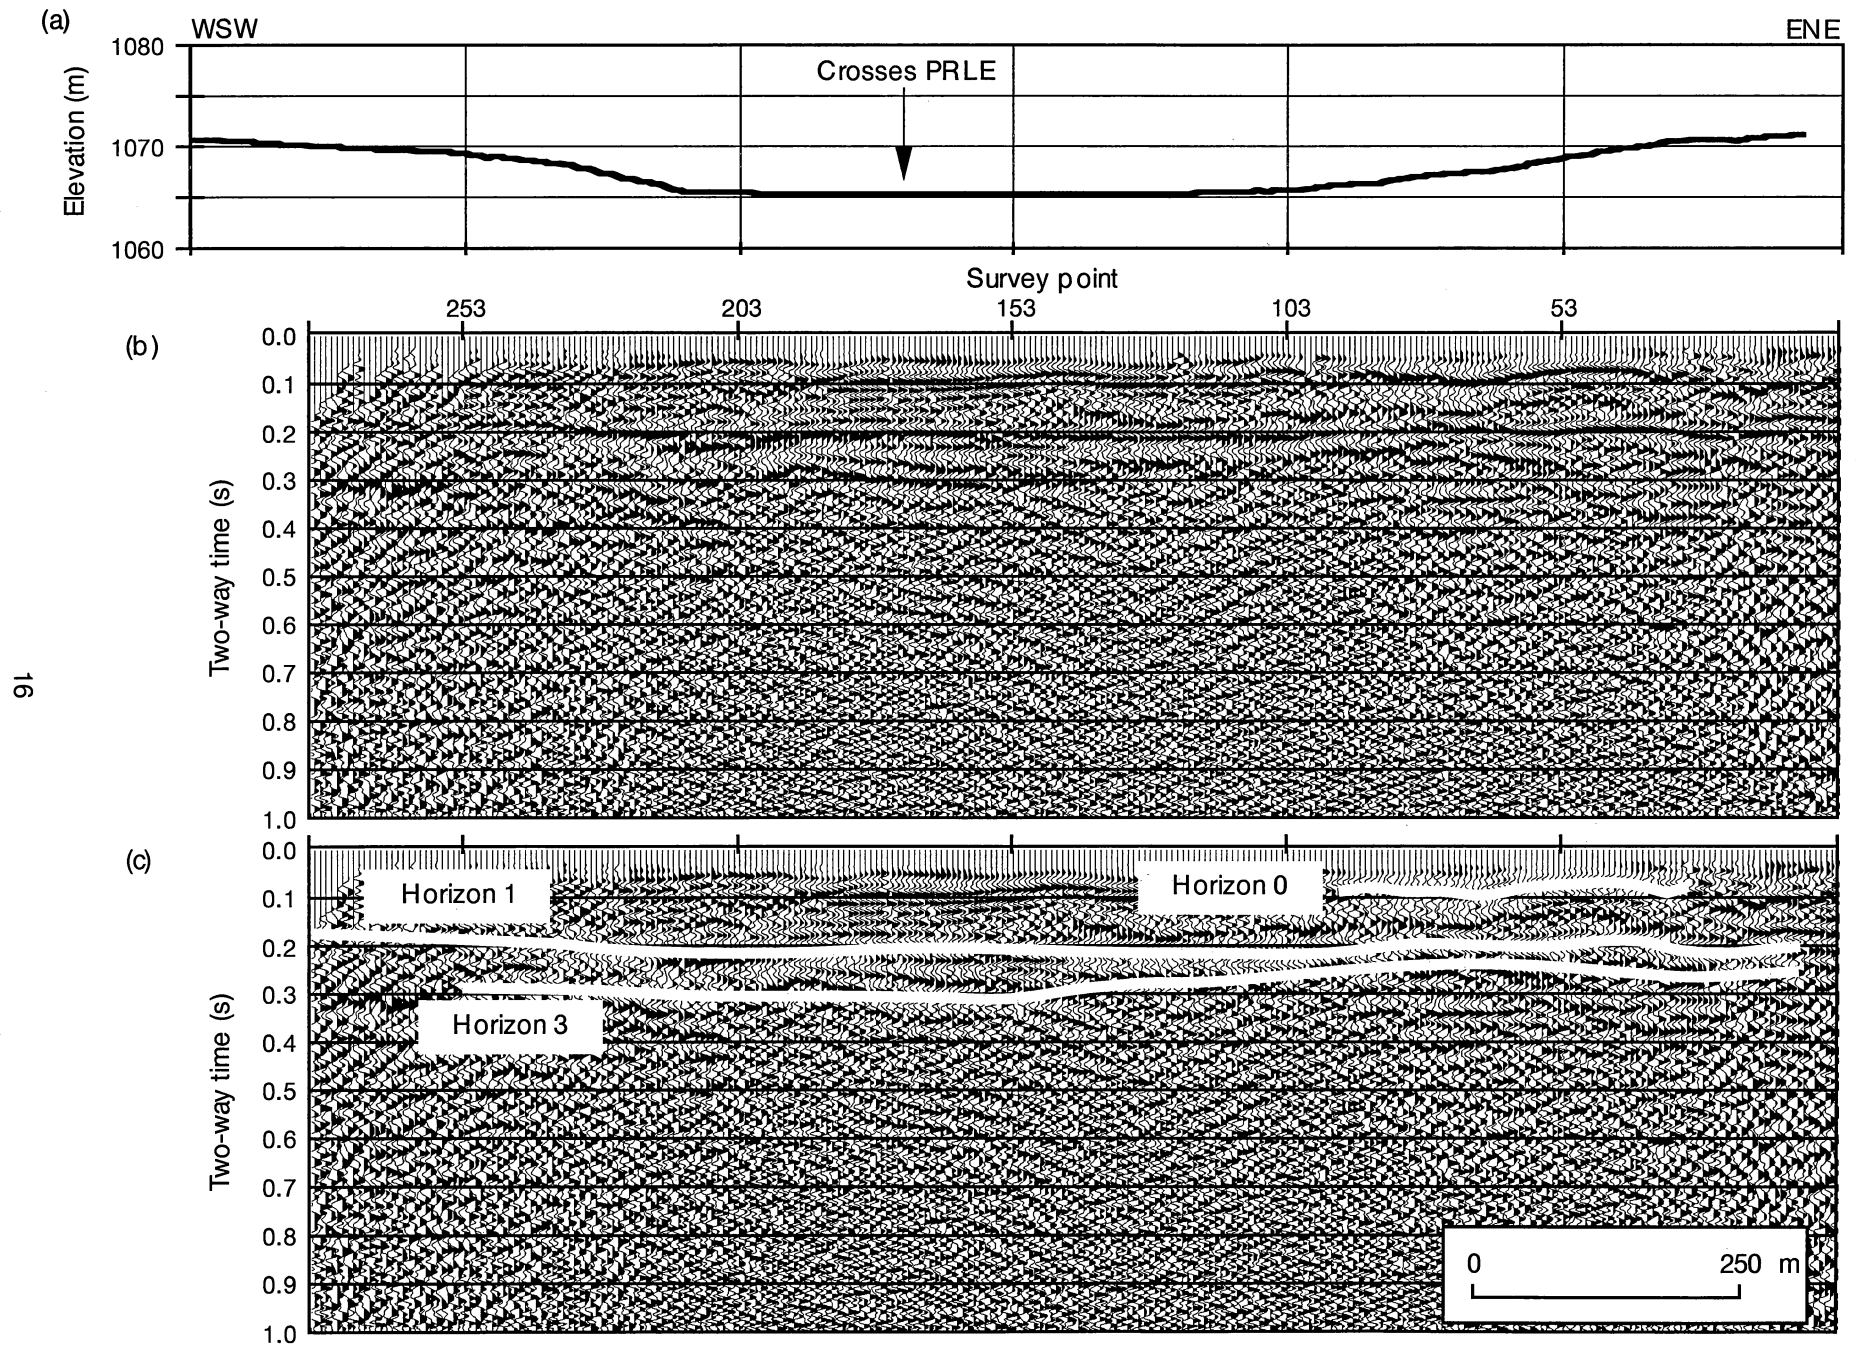 (a)
WSW
ENE
1080
1070
1060
Elevation (m)
Crosses PRLE
Survey point
253
203
153
103
53
(b)
0.0
0.1
0.2
0.3
0.4
0.5
0.6
0.7
0.8
0.9
1.0
Two-way time (s)
16
(c)
0.0
0.1
0.2
0.3
0.4
0.5
0.6
0.7
0.8
0.9
1.0
Two-way time (s)
Horizon 1
Horizon 0
Horizon 3
0 250 m